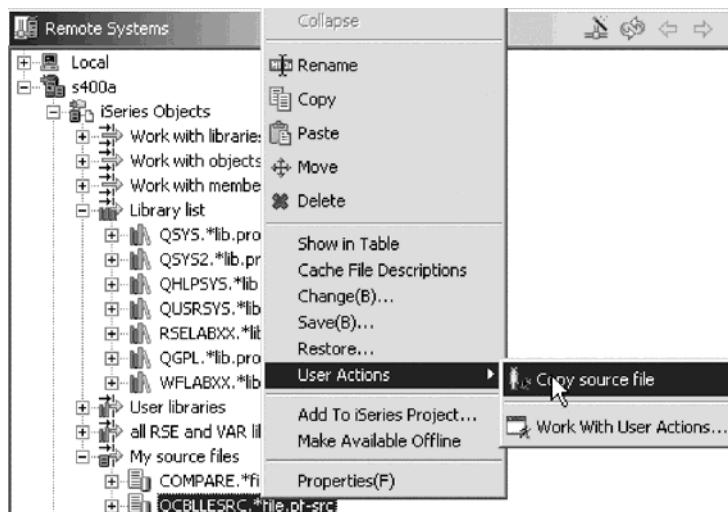 Remote Systems
Local
s400a
iSeries Objects
Work with libraries
Work with objects
Work with membe
Library list
QSYS.*lib.pro
QSYS2.*lib.pr
QHLPSYS.*lib
QUSRSYS.*lib
RSELABXX.*l
QGPL.*lib.pro
WFLABXX.*lib
User libraries
all RSE and VAR lil
My source files
COMPARE.*fi
QCBLLESRC.*file.pf-src
Collapse
Rename
Copy
Paste
Move
Delete
Show in Table
Cache File Descriptions
Change(B)...
Save(B)...
Restore...
User Actions
Add To iSeries Project...
Make Available Offline
Properties(F)
Copy source file
Work With User Actions...